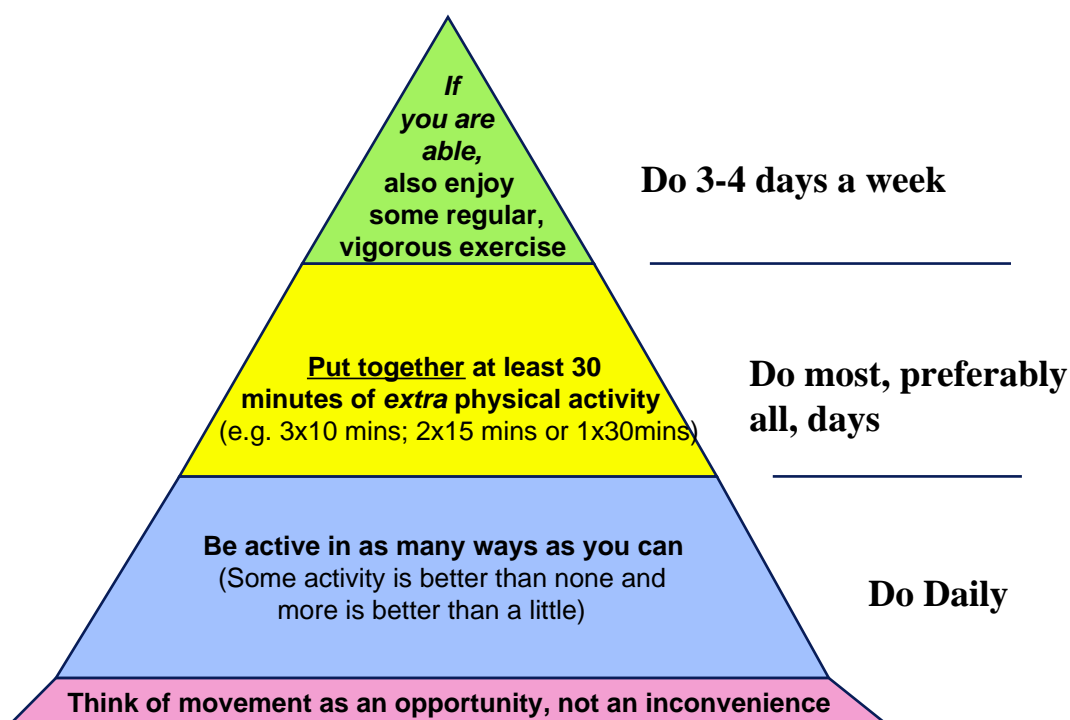 If
you are
able,
also enjoy
some regular,
vigorous exercise
Do 3-4 days a week
Put together at least 30
minutes of extra physical activity
(e.g. 3x10 mins; 2x15 mins or 1x30mins)
Do most, preferably
all, days
Be active in as many ways as you can
(Some activity is better than none and
more is better than a little)
Do Daily
Think of movement as an opportunity, not an inconvenience